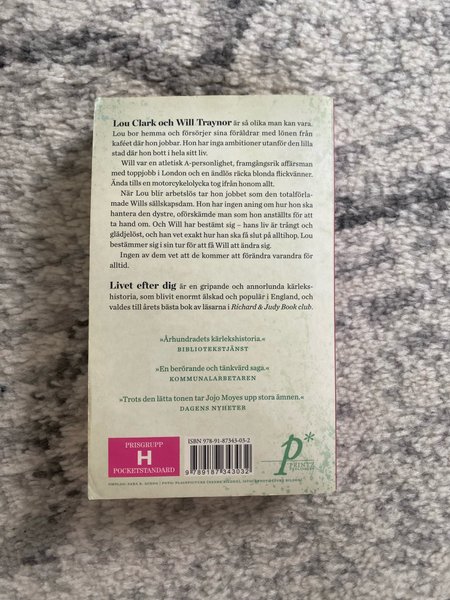 Lou Clark och Will Traynor är så olika man kan vara.
Lou bor hemma och försörjer sina föräldrar med lönen från
kaféet där hon jobbar. Hon har inga ambitioner utanför den lilla
stad där hon bott i hela sitt liv.
Will var en atletisk A-personlighet, framgångsrik affärsman
med toppjobb i London och en ändlös räcka blonda flickvänner.
Ända tills en motorcykelolycka tog ifrån honom allt.
När Lou blir arbetslös tar hon jobbet som den totalförla-
made Wills sällskapsdam. Hon har ingen aning om hur hon ska
hantera den dystre, oförskämde man som hon anställts för att
ta hand om. Och Will har bestämt sig – hans liv är trångt och
glädjelöst, och han vet exakt hur han ska få slut på alltihop. Lou
bestämmer sig i sin tur för att få Will att ändra sig.
Ingen av dem vet att de kommer att förändra varandra för
alltid.
Livet efter dig är en gripande och annorlunda kärleks-
historia, som blivit enormt älskad och populär i England, och
valdes till årets bästa bok av läsarna i Richard & Judy Book club.
»Århundradets kärlekshistoria.«
BIBLIOTEKSTJÄNST
»En berörande och tänkvärd saga.«
KOMMUNALARBETAREN
»Trots den lätta tonen tar Jojo Moyes upp stora ämnen.«
DAGENS NYHETER
PRISGRUPP
H
POCKETSTANDARD
ISBN 978-91-87343-03-2
9 789187 343032
p*
PRINTZ
PUBLISHING